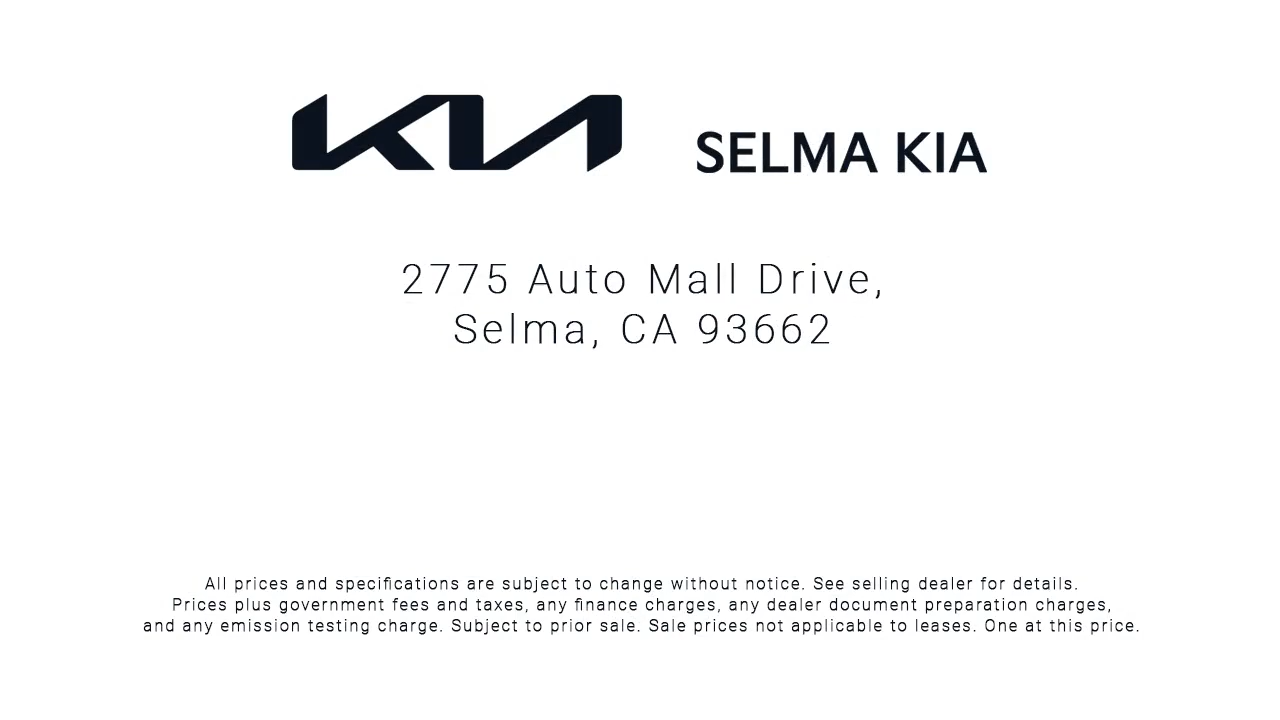 KIA SELMA KIA
2775 Auto Mall Drive,
Selma, CA 93662
All prices and specifications are subject to change without notice. See selling dealer for details.
Prices plus government fees and taxes, any finance charges, any dealer document preparation charges,
and any emission testing charge. Subject to prior sale. Sale prices not applicable to leases. One at this price.